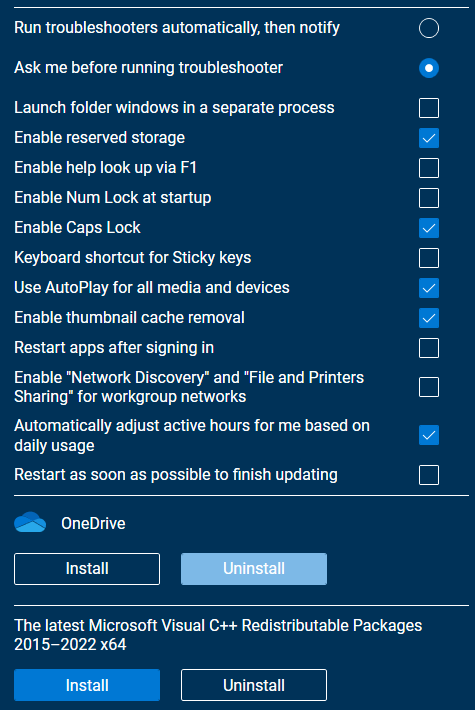 Run troubleshooters automatically, then notify
Ask me before running troubleshooter
Launch folder windows in a separate process
Enable reserved storage
Enable help look up via F1
Enable Num Lock at startup
Enable Caps Lock
Keyboard shortcut for Sticky keys
Use AutoPlay for all media and devices
Enable thumbnail cache removal
Restart apps after signing in
Enable "Network Discovery" and "File and Printers
Sharing" for workgroup networks
Automatically adjust active hours for me based on
daily usage
Restart as soon as possible to finish updating
OneDrive
Install Uninstall
The latest Microsoft Visual C++ Redistributable Packages
2015–2022 x64
Install Uninstall